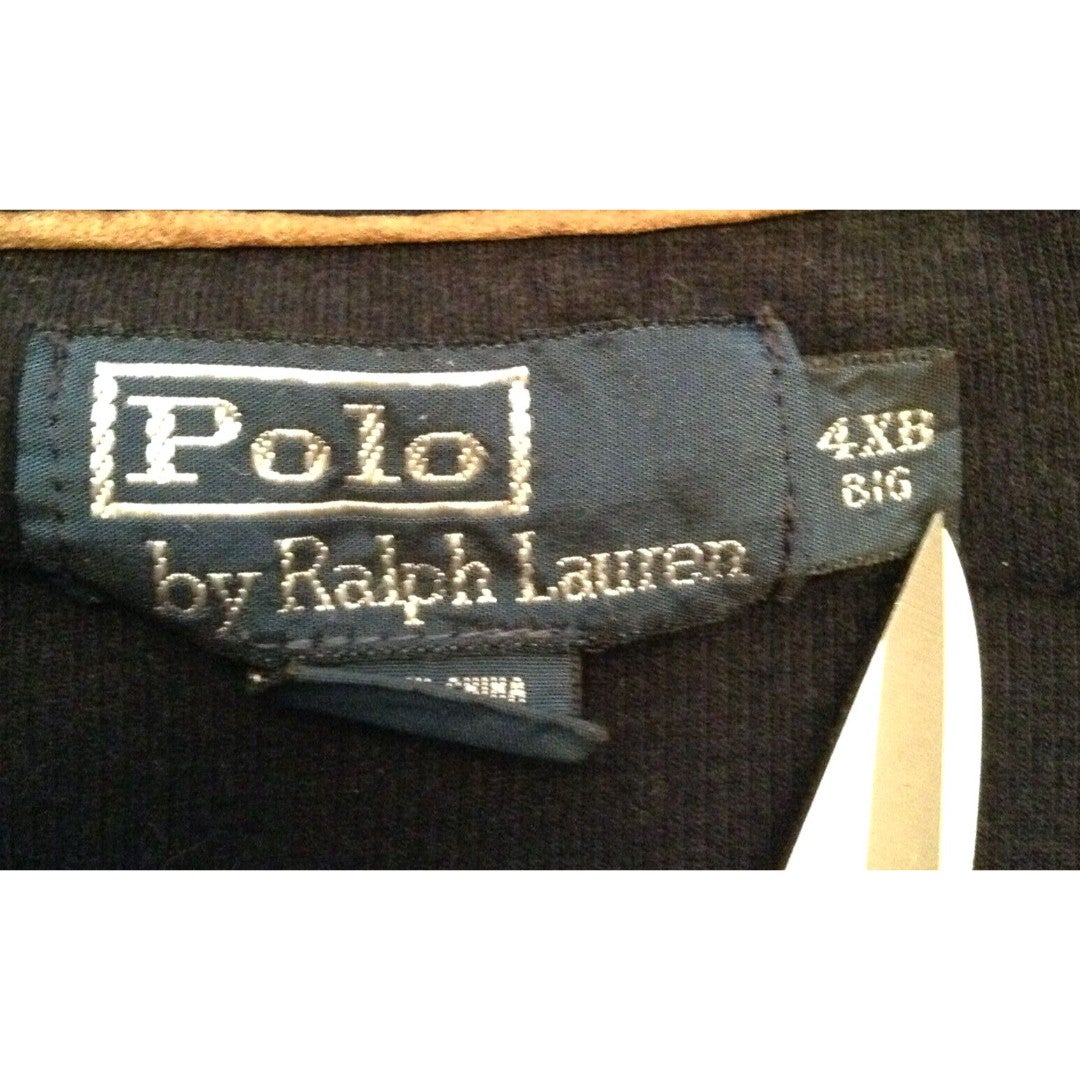 Polo
by Ralph Lauren
4XB
BIG
CHINA